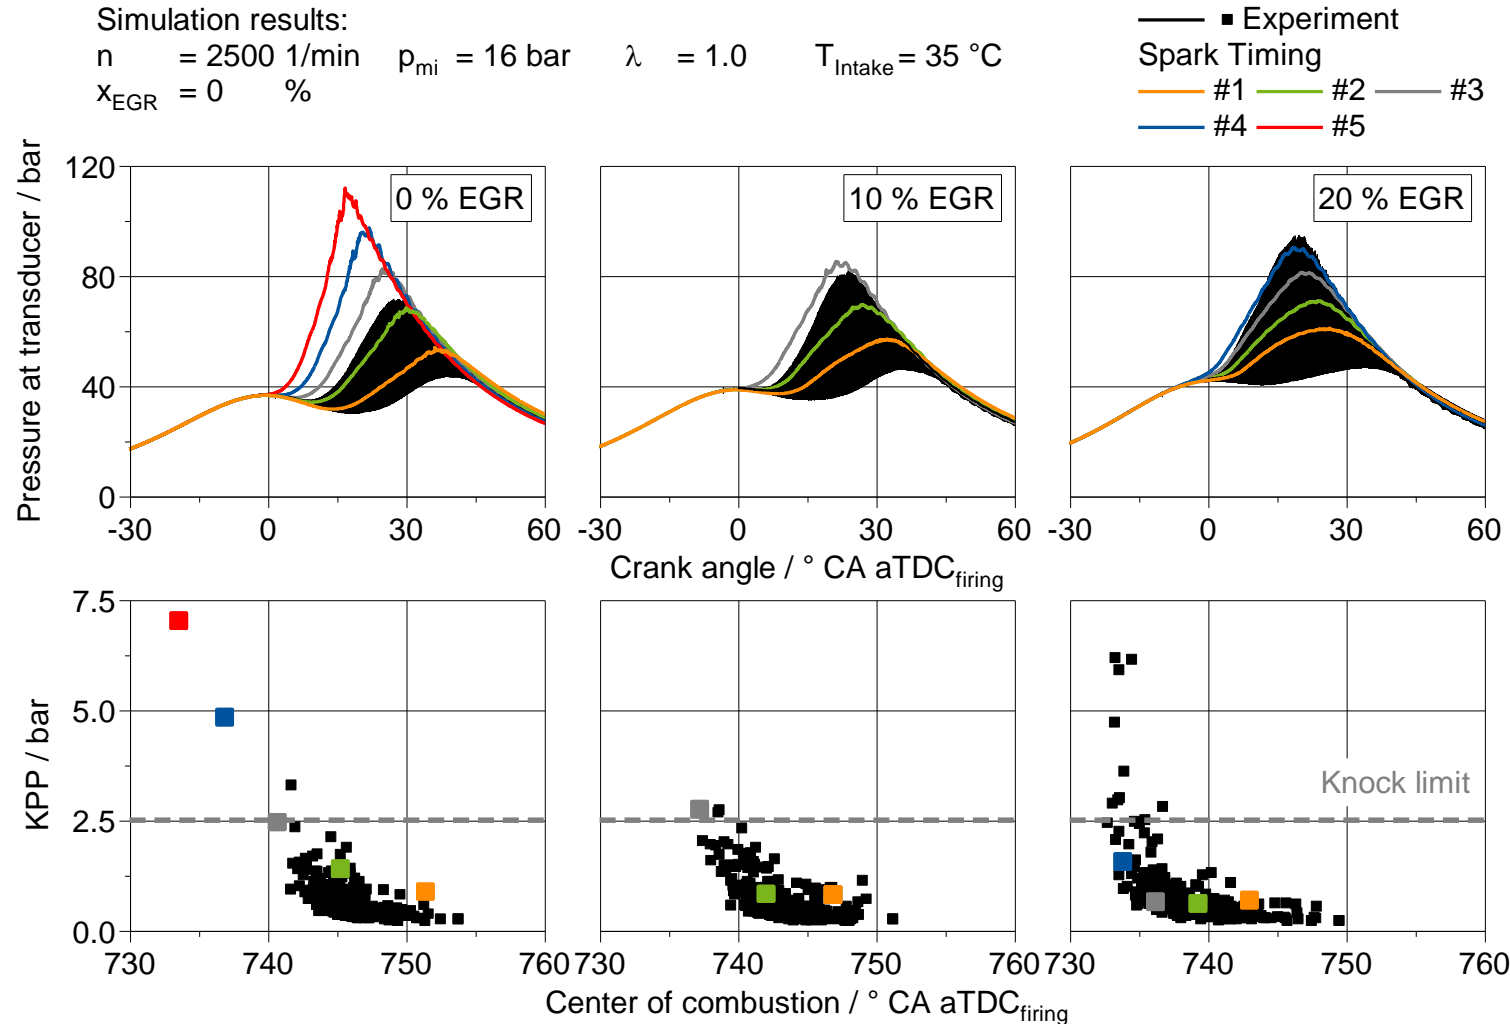 Simulation results:
n = 2500 1/min p_mi = 16 bar λ = 1.0 T_Intake = 35 °C
x_EGR = 0 %
Experiment
Spark Timing
#1 #2 #3
#4 #5
Pressure at transducer / bar
120
80
40
0
0 % EGR
10 % EGR
20 % EGR
-30 0 30 60
-30 0 30 60
-30 0 30 60
Crank angle / ° CA aTDC_firing
KPP / bar
7.5
5.0
2.5
0.0
Knock limit
730 740 750 760
730 740 750 760
730 740 750 760
Center of combustion / ° CA aTDC_firing